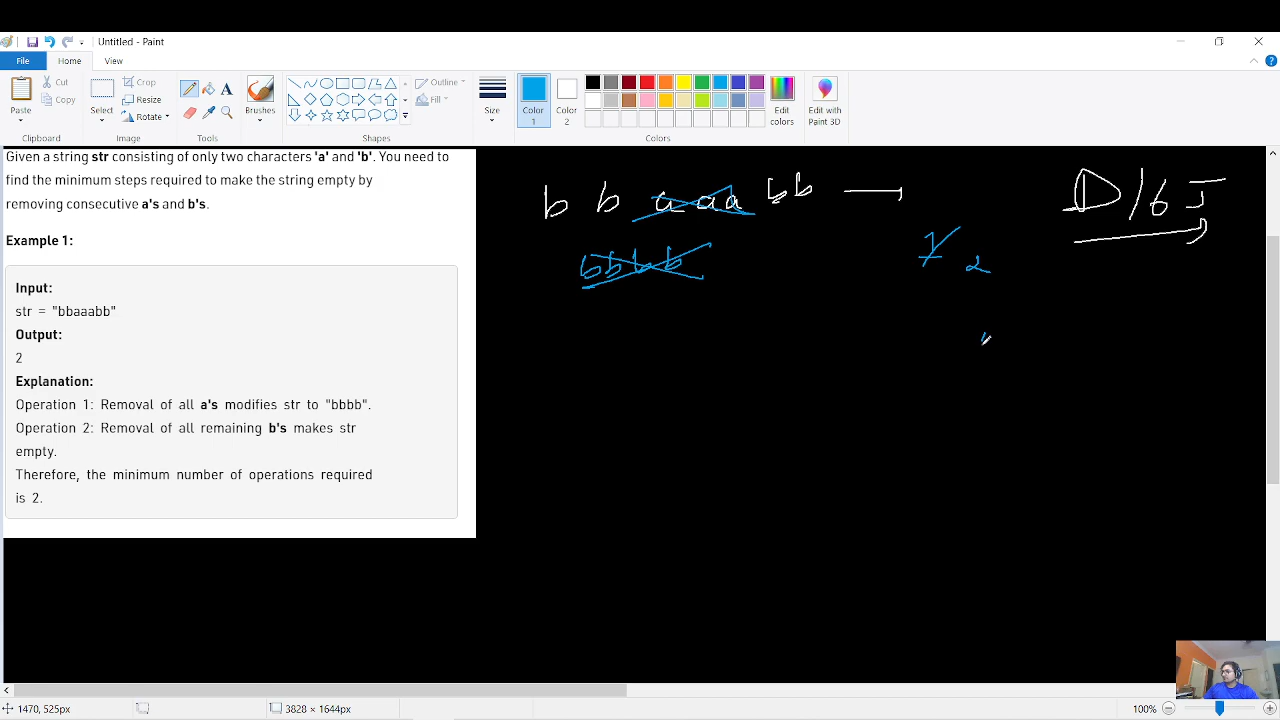 Untitled - Paint
File Home View
Paste Cut Copy Select Crop Resize Rotate Brushes Outline Fill Size Color 1 Color 2 Edit colors Edit with Paint 3D
Clipboard Image Tools Shapes Colors
Given a string str consisting of only two characters 'a' and 'b'. You need to
find the minimum steps required to make the string empty by
removing consecutive a's and b's.
Example 1:
Input:
str = "bbaaabb"
Output:
2
Explanation:
Operation 1: Removal of all a's modifies str to "bbbb".
Operation 2: Removal of all remaining b's makes str
empty.
Therefore, the minimum number of operations required
is 2.
b b a a a b b
b b b b
1 2
1470, 525px 3828 × 1644px 100%